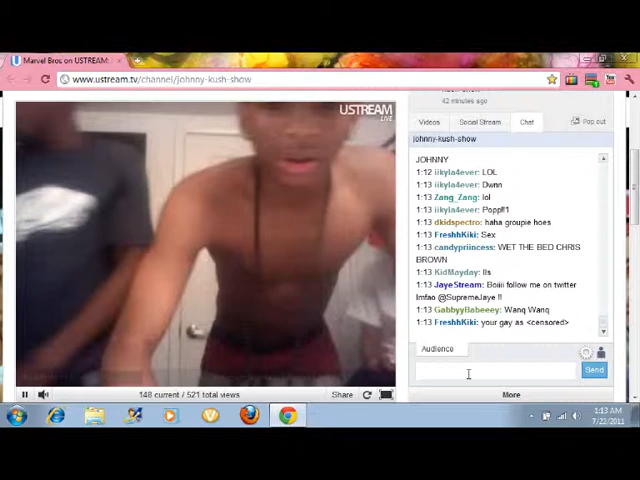 Marvel Bros on USTREAM:
www.ustream.tv/channel/johnny-kush-show
USTREAM
LIVE
kush-show
42 minutes ago
Videos Social Stream Chat Pop out
johnny-kush-show
JOHNNY
1:12 iikyla4ever: LOL
1:13 iikyla4ever: Dwnn
1:13 Zang_Zang: lol
1:13 iikyla4ever: Popp!!1
1:13 dkidspectro: haha groupie hoes
1:13 FreshhKiki: Sex
1:13 candypriincess: WET THE BED CHRIS
BROWN
1:13 KidMayday: lls
1:13 JayeStream: Boiii follow me on twitter
lmfao @SupremeJaye !!
1:13 GabbyyBabeeey: Wanq Wanq
1:13 FreshhKiki: your gay as <censored>
Audience
Send
148 current / 521 total views Share
More
1:13 AM
7/22/2011